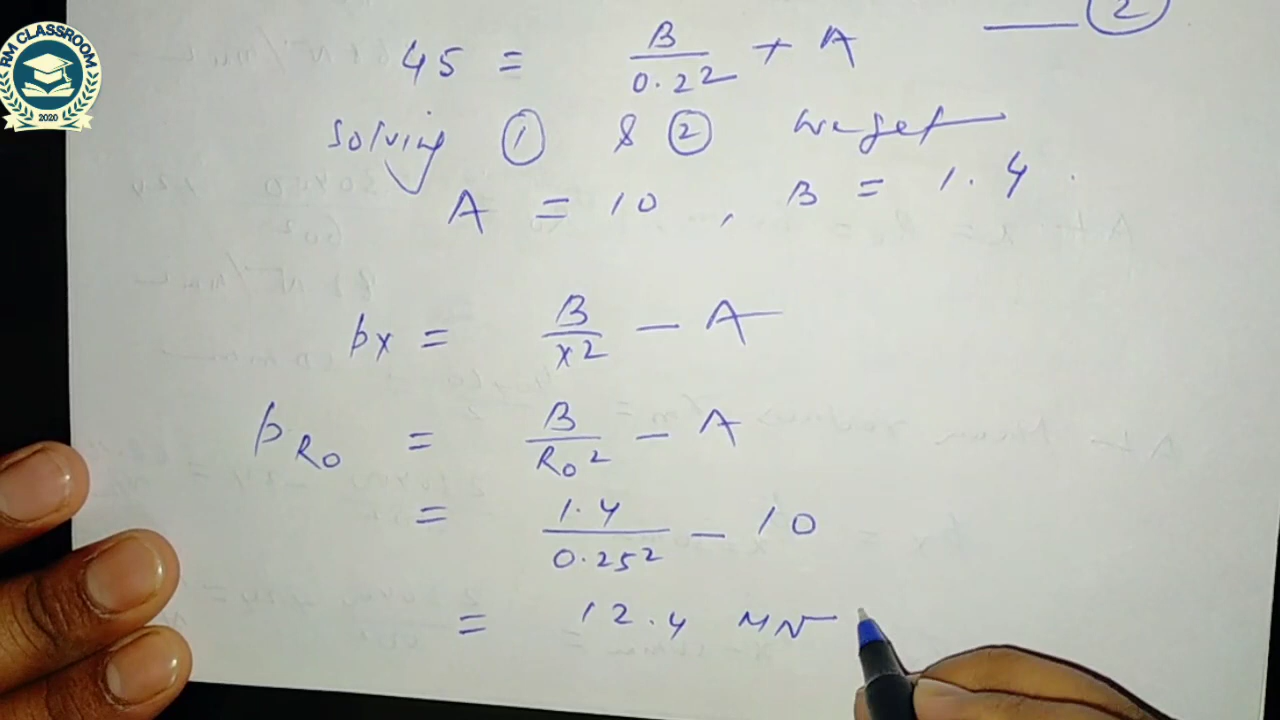 RM CLASSROOM
2020
②
45 = B/0.2² + A
Solving ① & ② we get
A = 10 , B = 1.4
px = B/x² - A
pR₀ = B/R₀² - A
= 1.4/0.25² - 10
= 12.4 MN